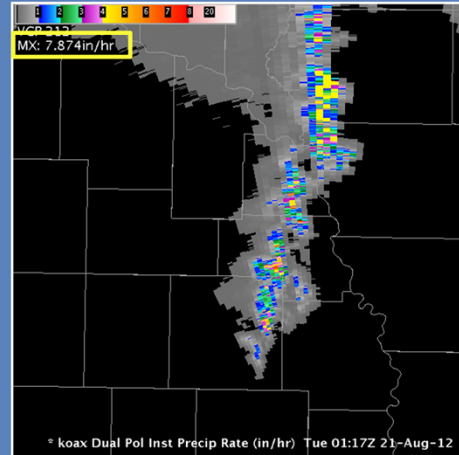 1 2 3 4 5 6 7 8 20
VCP 212
MX: 7.874in/hr
* koax Dual Pol Inst Precip Rate (in/hr) Tue 01:17Z 21-Aug-12